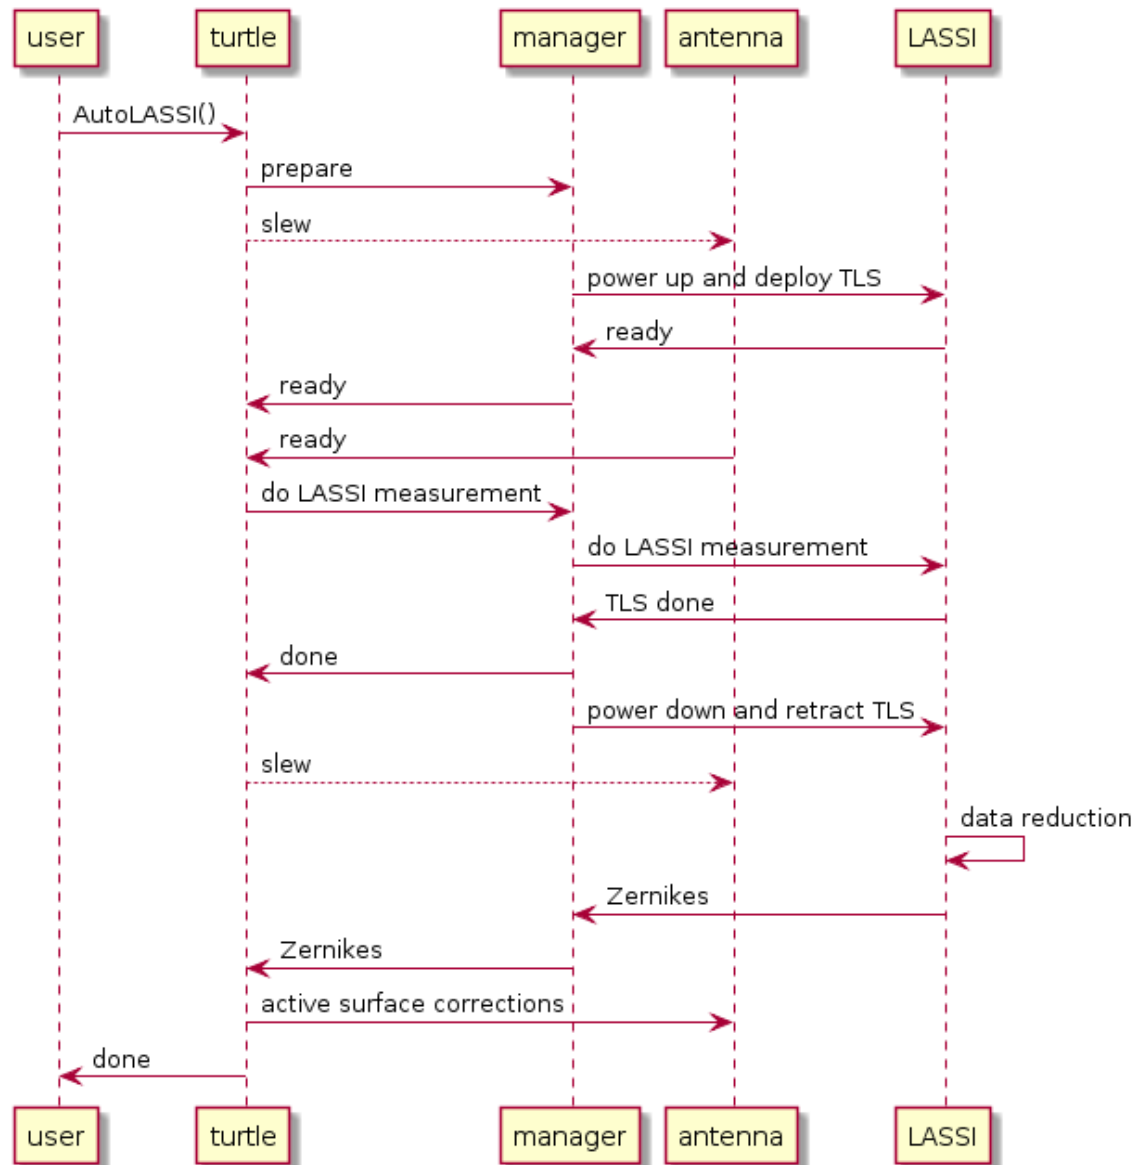 user turtle manager antenna LASSI
AutoLASSI()
prepare
slew
power up and deploy TLS
ready
ready
ready
do LASSI measurement
do LASSI measurement
TLS done
done
power down and retract TLS
slew
data reduction
Zernikes
Zernikes
active surface corrections
done
user turtle manager antenna LASSI